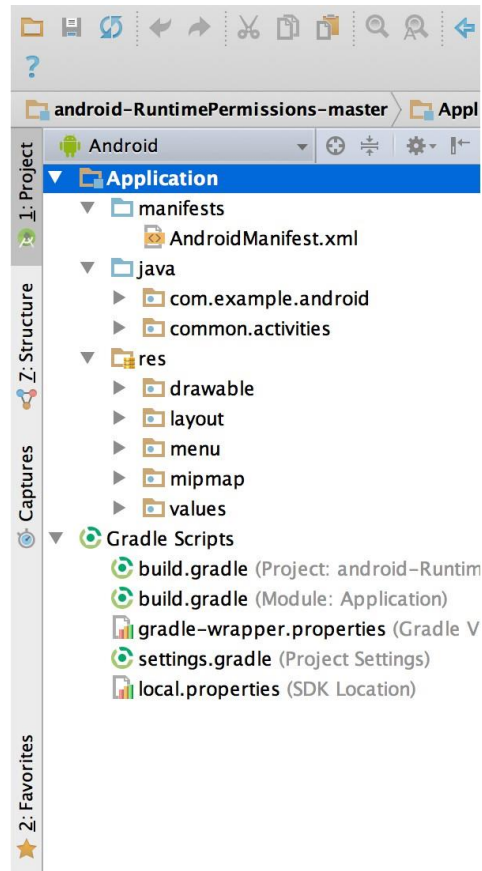 ?
android-RuntimePermissions-master Appl
Android
1: Project
Application
manifests
AndroidManifest.xml
java
com.example.android
common.activities
res
drawable
layout
menu
mipmap
values
Gradle Scripts
build.gradle (Project: android-Runtim
build.gradle (Module: Application)
gradle-wrapper.properties (Gradle V
settings.gradle (Project Settings)
local.properties (SDK Location)
Z: Structure
Captures
2: Favorites